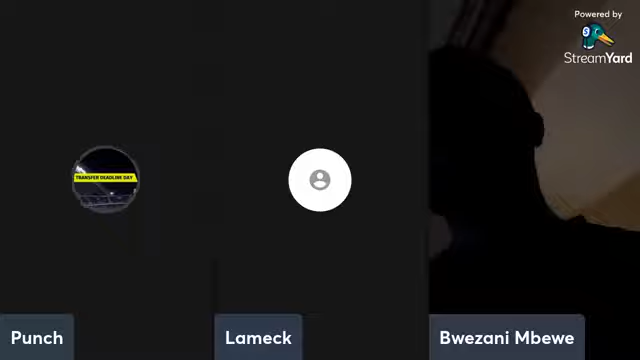 Powered by
StreamYard
TRANSFER DEADLINE DAY
Punch
Lameck
Bwezani Mbewe